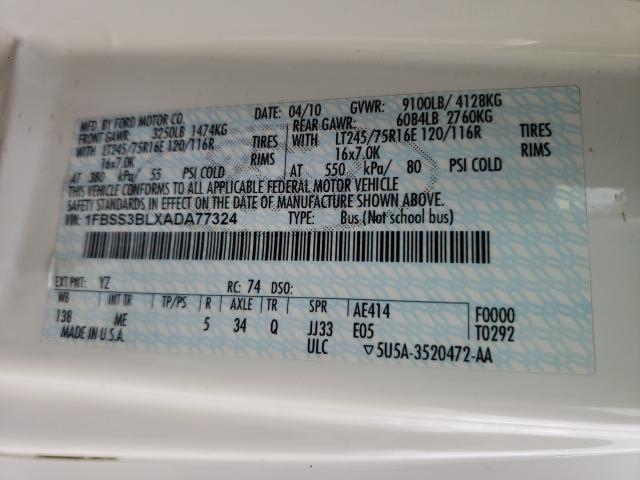 MFD. BY FORD MOTOR CO. DATE: 04/10 GVWR: 9100LB/ 4128KG
FRONT GAWR: 3250LB 1474KG REAR GAWR: 6084LB 2760KG
WITH LT245/75R16E 120/116R TIRES WITH LT245/75R16E 120/116R TIRES
16x7.0K RIMS 16x7.0K RIMS
AT 380 kPa/ 55 PSI COLD AT 550 kPa/ 80 PSI COLD
THIS VEHICLE CONFORMS TO ALL APPLICABLE FEDERAL MOTOR VEHICLE
SAFETY STANDARDS IN EFFECT ON THE DATE OF MANUFACTURE SHOWN ABOVE.
VIN: 1FBSS3BLXADA77324 TYPE: Bus (Not school bus)
EXT PNT: YZ RC: 74 DSO:
WB INT TR TP/PS R AXLE TR SPR AE414 F0000
138 ME 5 34 Q JJ33 E05 T0292
MADE IN U.S.A. ULC ▽5U5A-3520472-AA